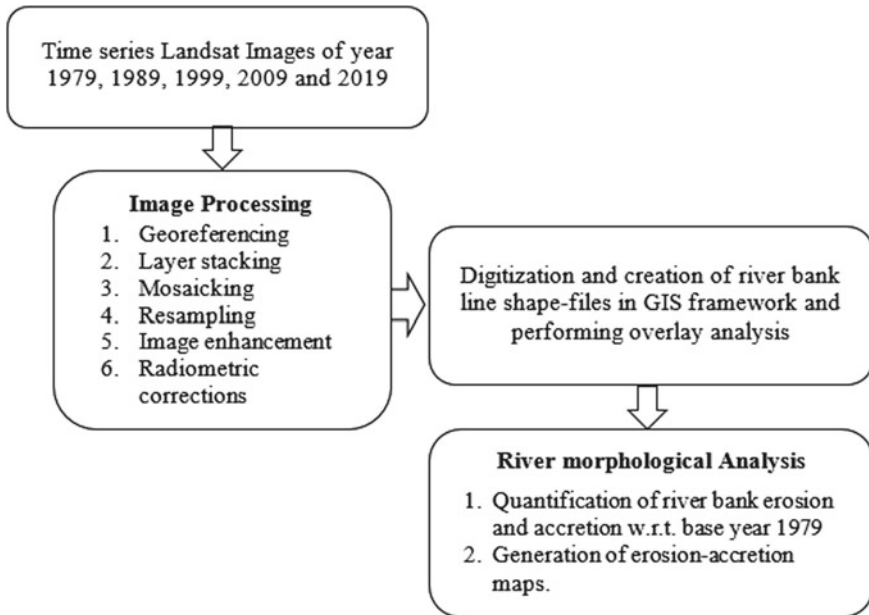 Time series Landsat Images of year
1979, 1989, 1999, 2009 and 2019
Image Processing
1. Georeferencing
2. Layer stacking
3. Mosaicking
4. Resampling
5. Image enhancement
6. Radiometric
corrections
Digitization and creation of river bank
line shape-files in GIS framework and
performing overlay analysis
River morphological Analysis
1. Quantification of river bank erosion
and accretion w.r.t. base year 1979
2. Generation of erosion-accretion
maps.